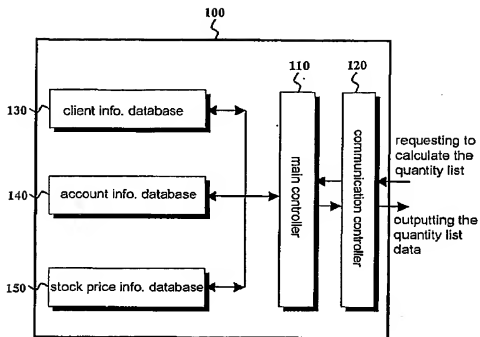 100
110
120
130
client info. database
140
account info. database
150
stock price info. database
main controller
communication controller
requesting to
calculate the
quantity list
outputting the
quantity list
data